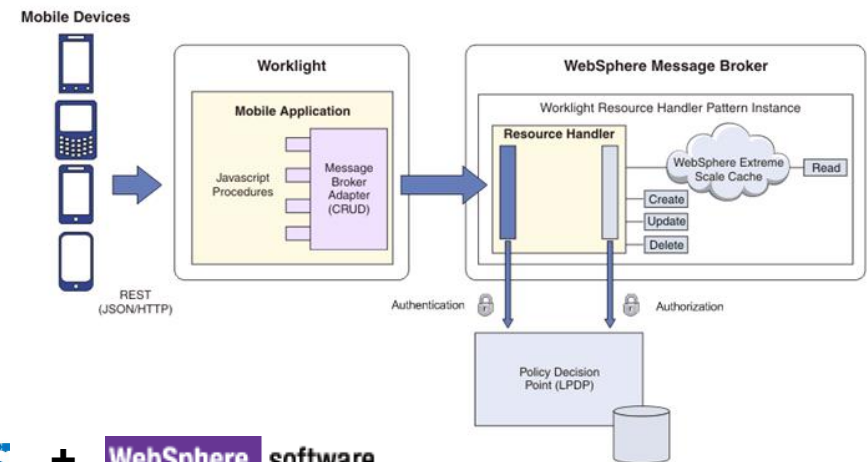 Mobile Devices
Worklight
WebSphere Message Broker
Mobile Application
Javascript
Procedures
Message
Broker
Adapter
(CRUD)
Worklight Resource Handler Pattern Instance
Resource Handler
WebSphere Extreme
Scale Cache
Read
Create
Update
Delete
REST
(JSON/HTTP)
Authentication
Authorization
Policy Decision
Point (LPDP)
+
WebSphere software